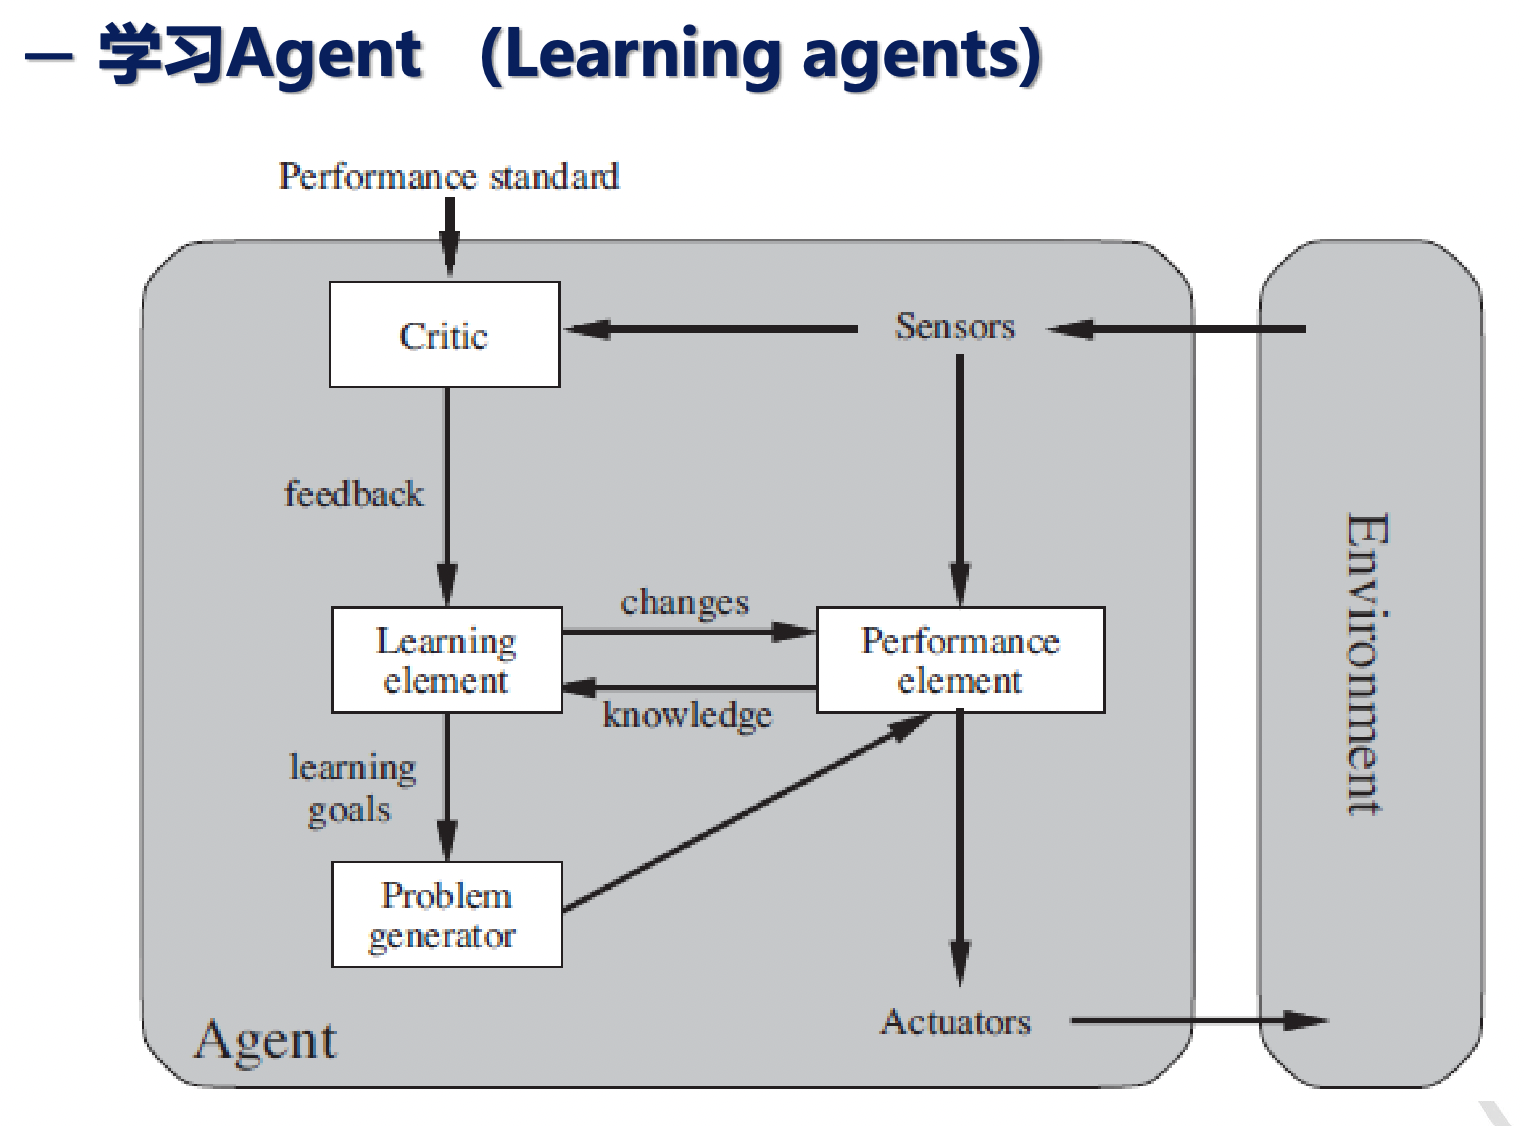 — 学习Agent (Learning agents)
Performance standard
Critic
Sensors
feedback
changes
Learning
element
Performance
element
knowledge
learning
goals
Problem
generator
Environment
Agent
Actuators